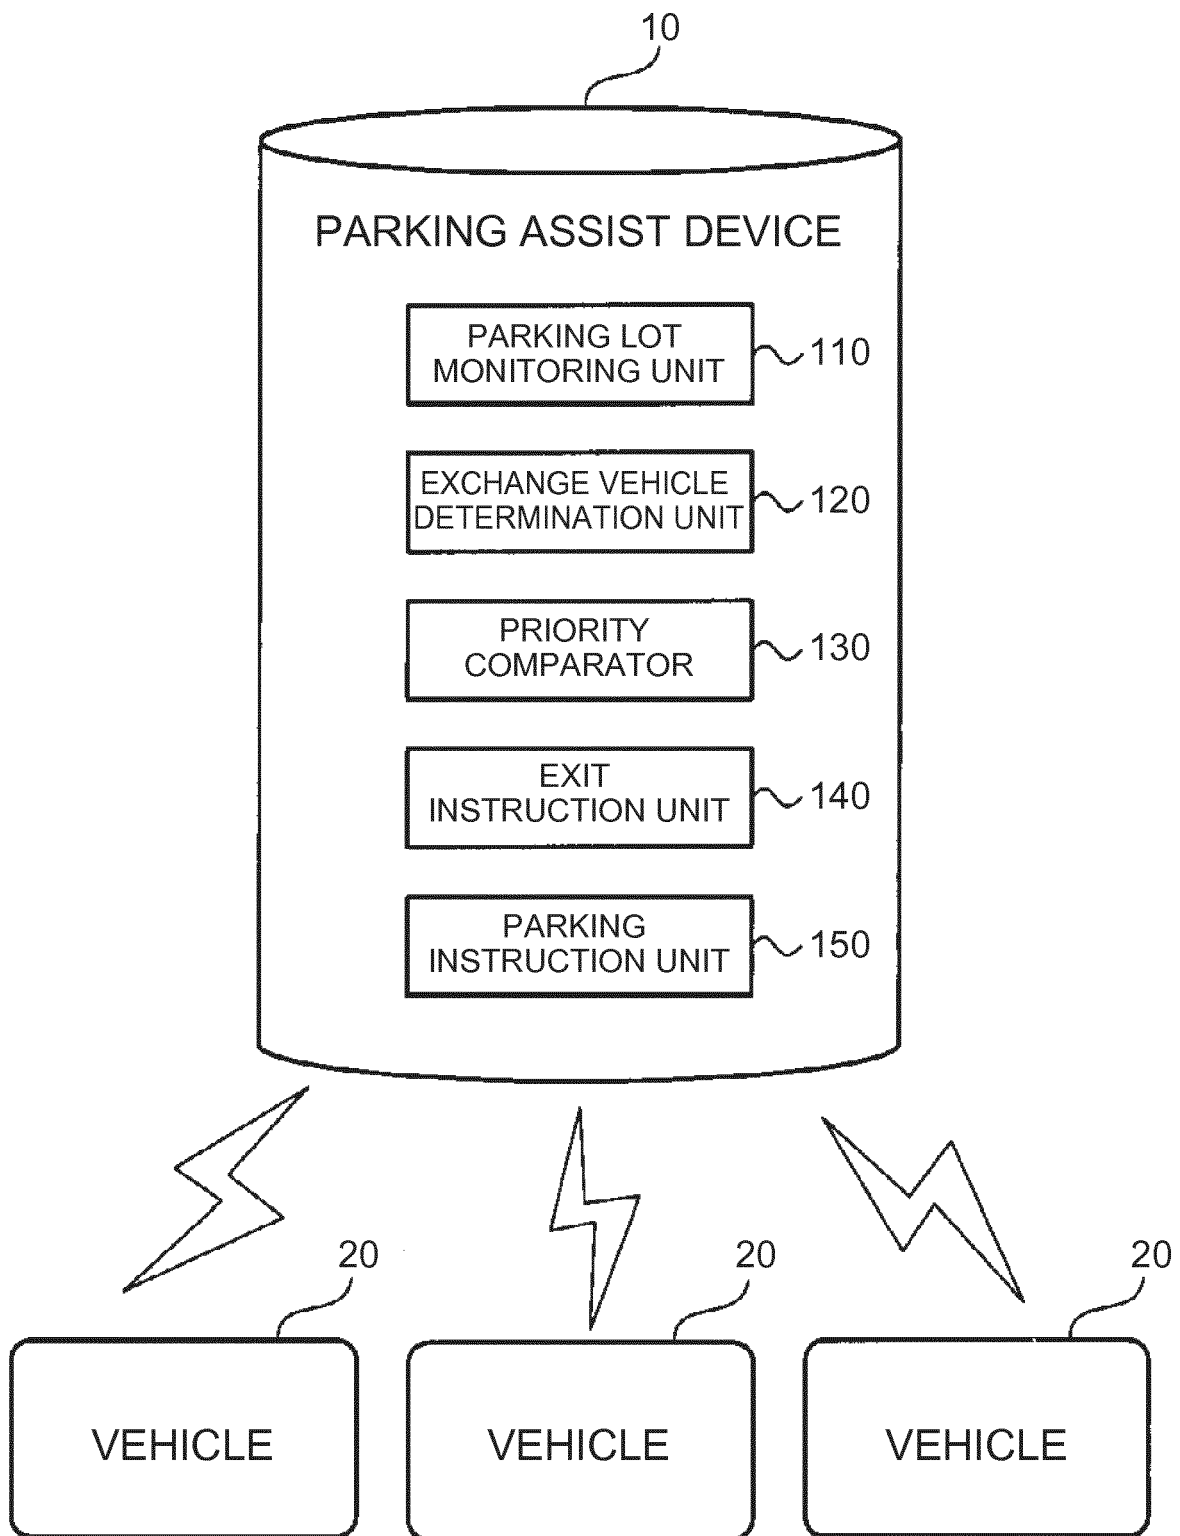 10
PARKING ASSIST DEVICE
PARKING LOT
MONITORING UNIT
110
EXCHANGE VEHICLE
DETERMINATION UNIT
120
PRIORITY
COMPARATOR
130
EXIT
INSTRUCTION UNIT
140
PARKING
INSTRUCTION UNIT
150
20
20
20
VEHICLE
VEHICLE
VEHICLE